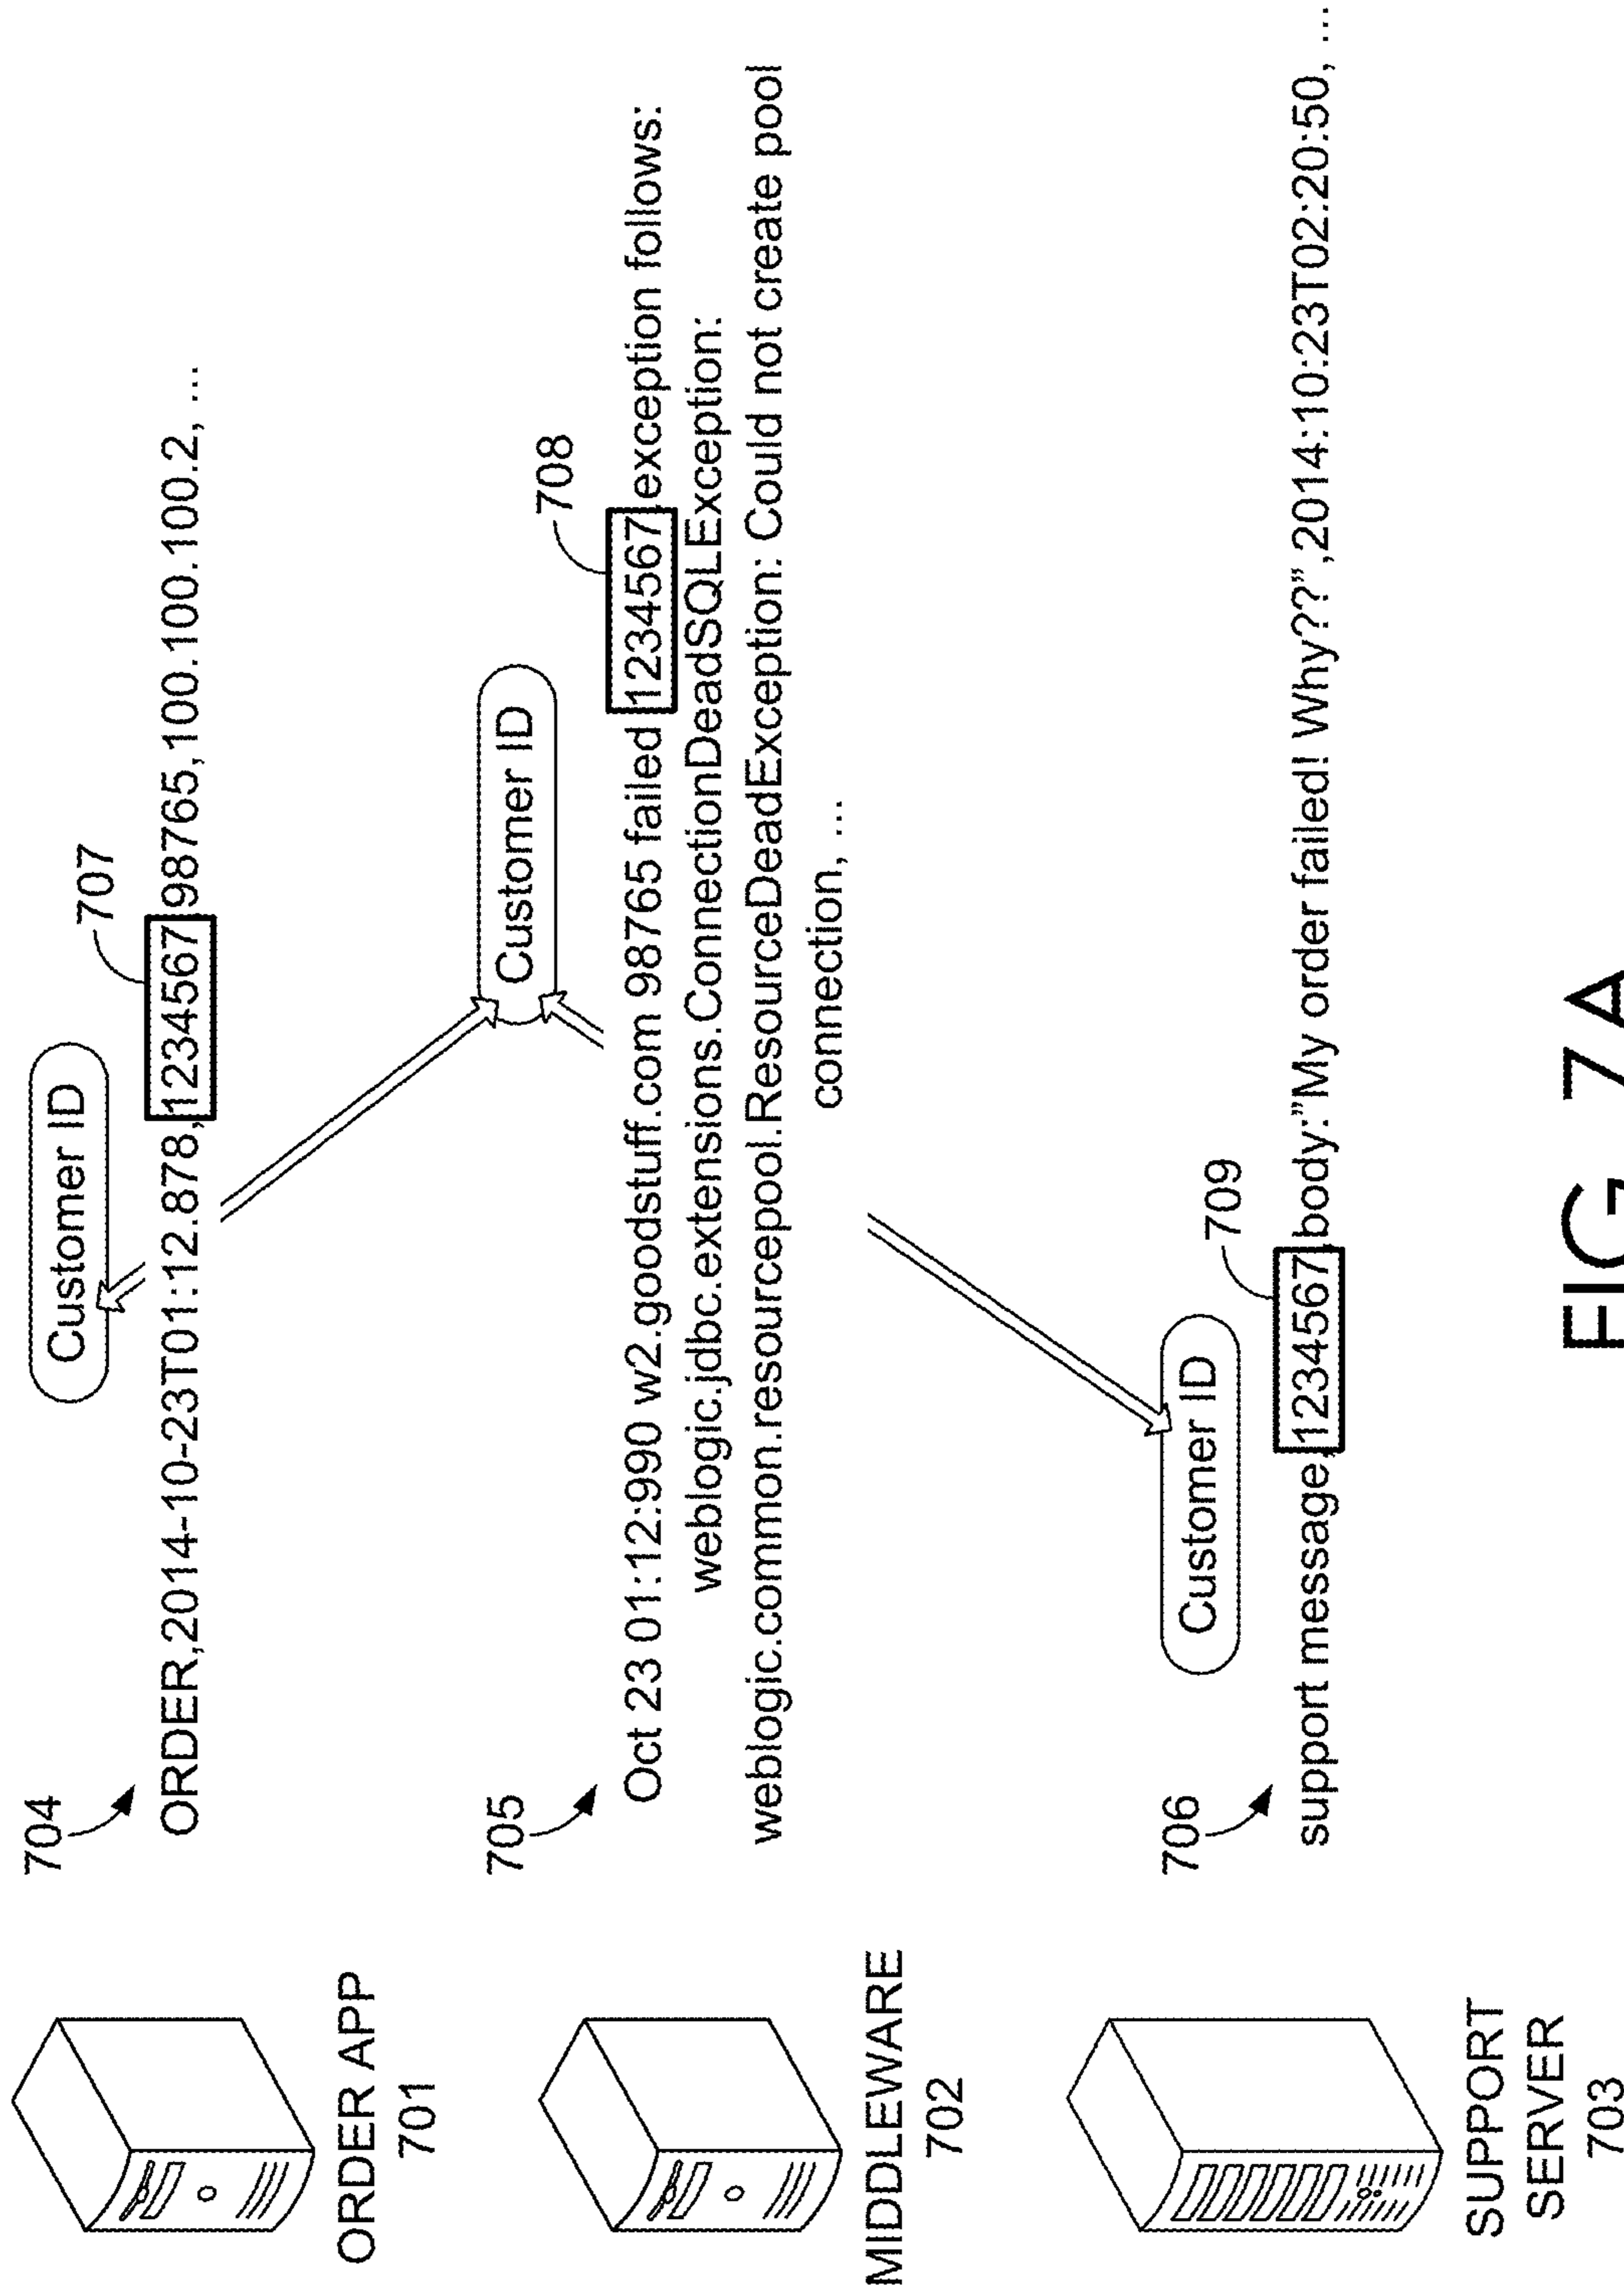 704
Customer ID
707
ORDER,2014-10-23T01:12.878,1234567,98765,100.100.100.2, ...
ORDER APP
701
Customer ID
708
705
Oct 23 01:12:990 w2.goodstuff.com 98765 failed 1234567,exception follows:
weblogic.jdbc.extensions.ConnectionDeadSQLException:
weblogic.common.resourcepool.ResourceDeadException: Could not create pool
connection, ...
MIDDLEWARE
702
706
Customer ID
709
support message,1234567,body:"My order failed! Why???",2014:10:23T02:20:50, ...
SUPPORT
SERVER
703
FIG. 7A